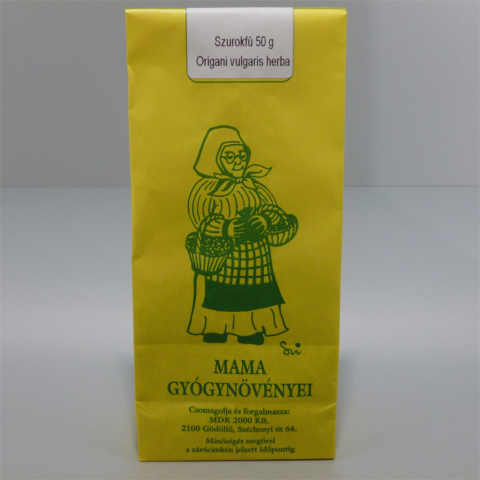 Szurokfű 50 g
Origani vulgaris herba
MAMA
GYÓGYNÖVÉNYEI
Csomagolja és forgalmazza:
MDR 2000 Kft.
2100 Gödöllő, Széchenyi út 64.
Minőségét megőrzi
a zárócímkén jelzett időpontig